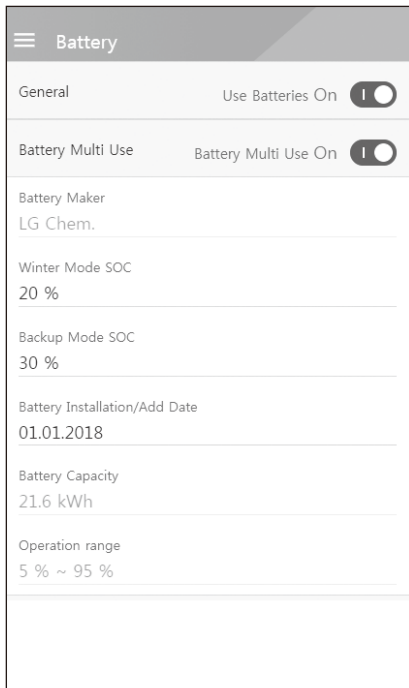 Battery
General
Use Batteries On
Battery Multi Use
Battery Multi Use On
Battery Maker
LG Chem.
Winter Mode SOC
20 %
Backup Mode SOC
30 %
Battery Installation/Add Date
01.01.2018
Battery Capacity
21.6 kWh
Operation range
5 % ~ 95 %